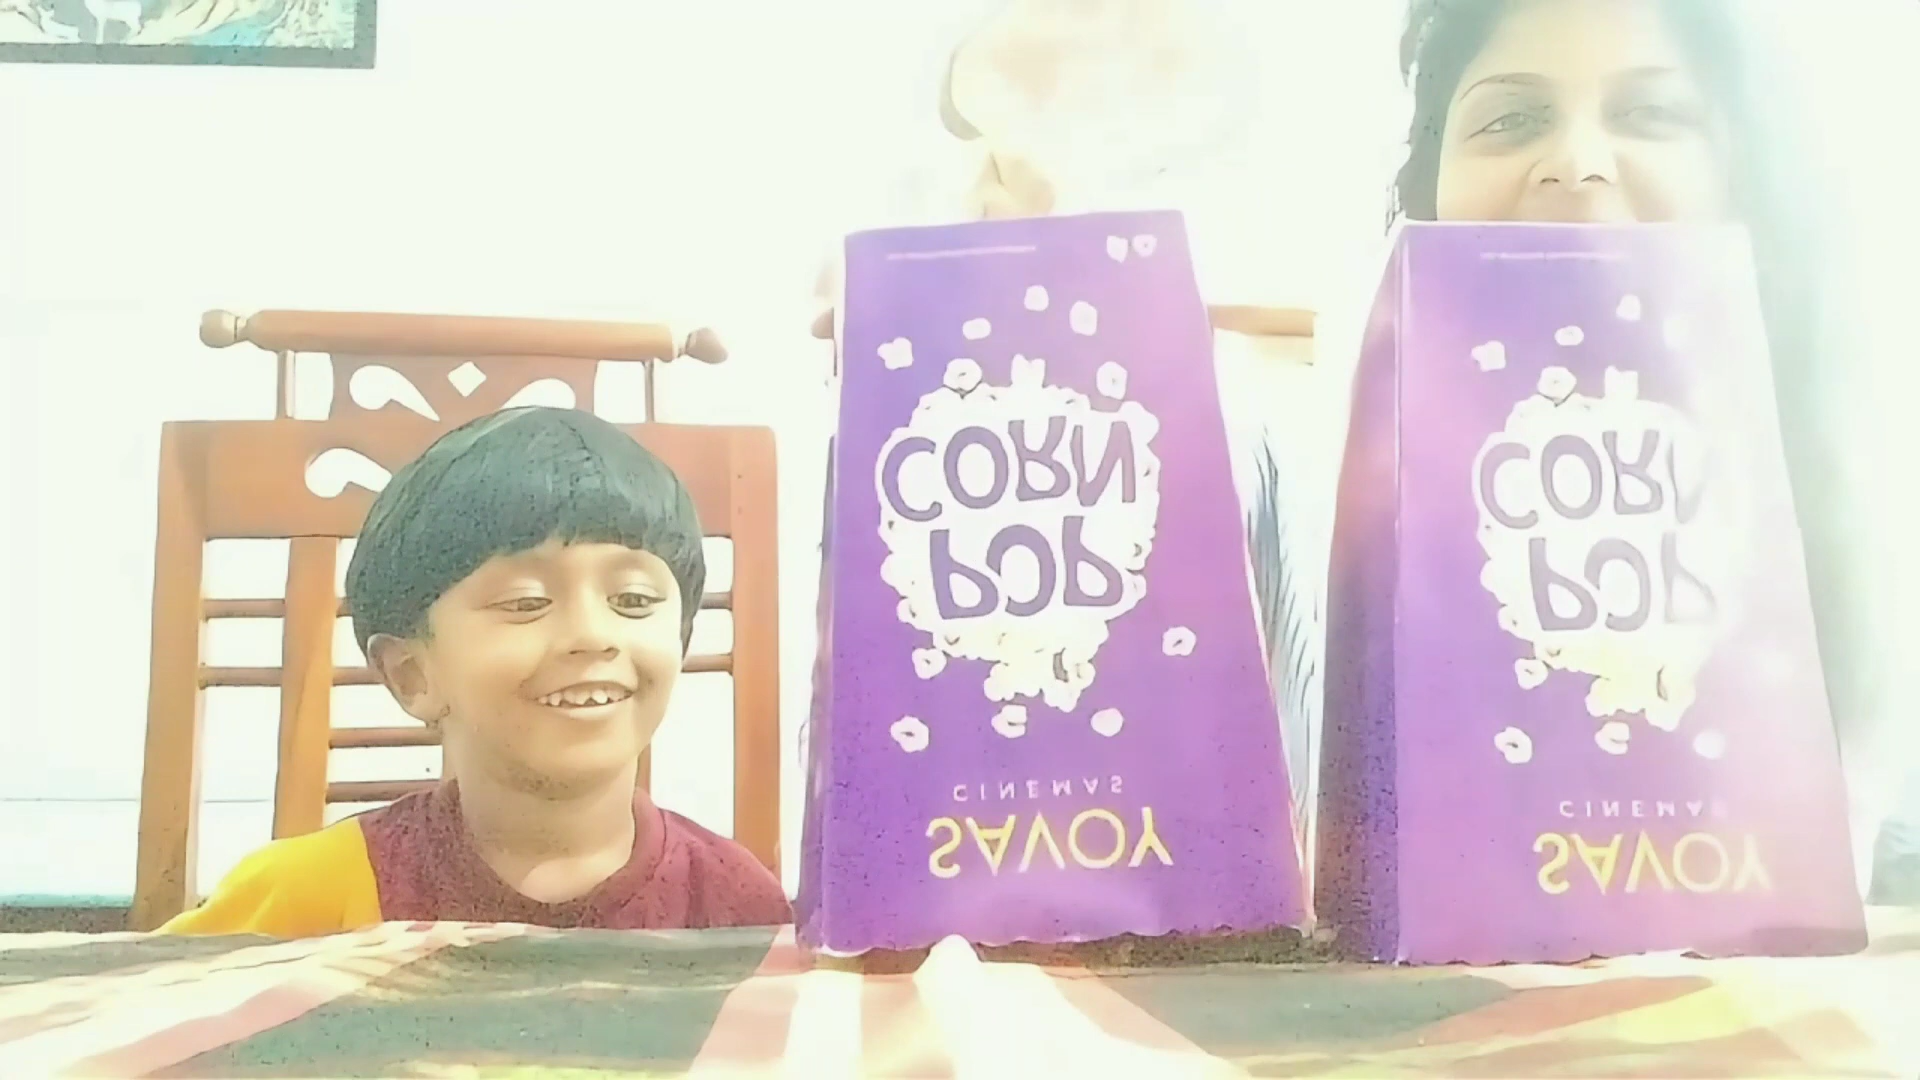 POP
CORN
SAVOY
CINEMAS
POP
CORN
SAVOY
CINEMAS